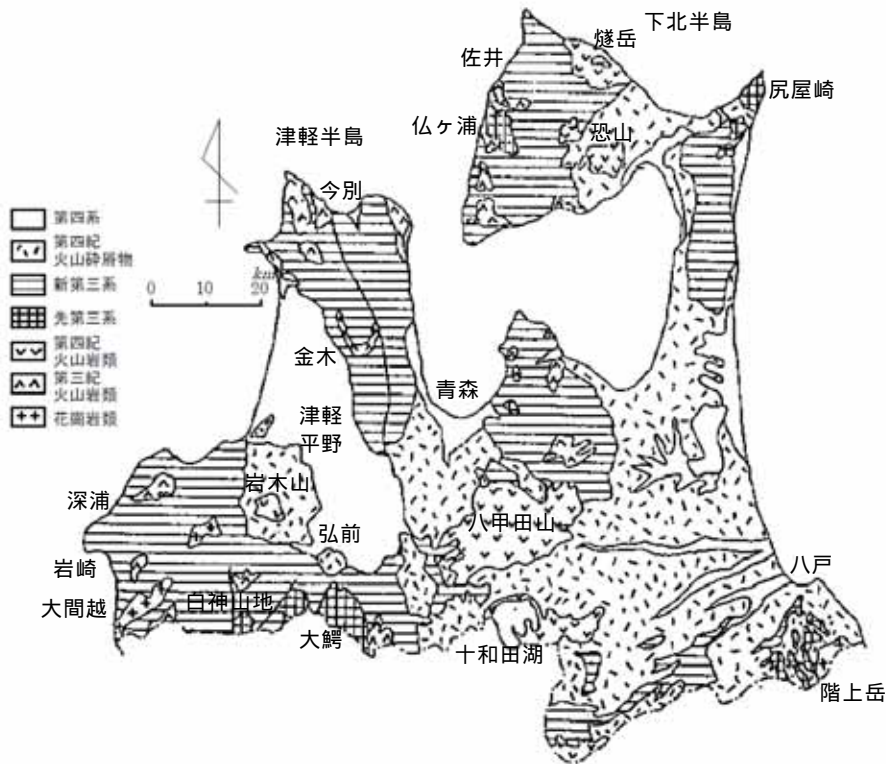 下北半島
燧岳
佐井
尻屋崎
仏ヶ浦
恐山
津軽半島
今別
第四系
第四紀
火山砕屑物
新第三系
先第三系
第四紀
火山岩類
第三紀
火山岩類
花崗岩類
km
0 10 20
金木
青森
津軽
平野
深浦
岩木山
八甲田山
弘前
岩崎
八戸
大間越
白神山地
大鰐
十和田湖
階上岳